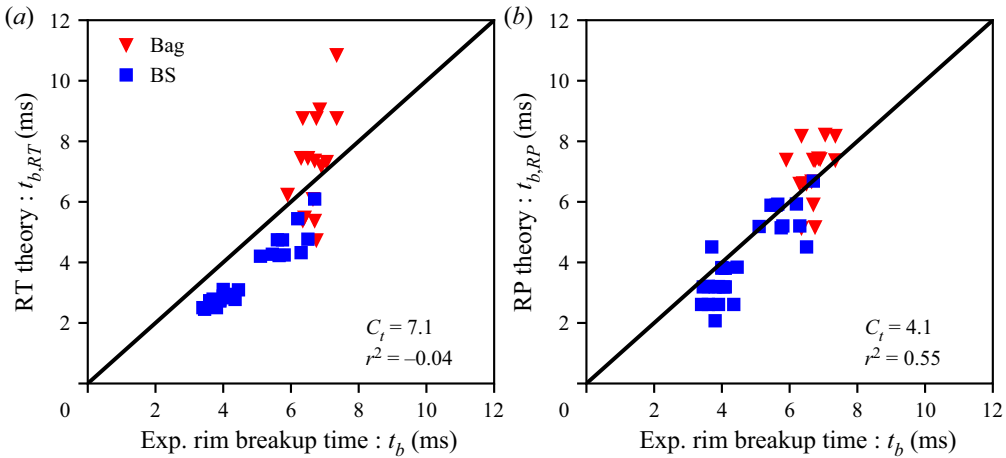 (a)
12
10
8
6
4
2
0
2
4
6
8
10
12
RT theory : t_b,RT (ms)
Exp. rim breakup time : t_b (ms)
Bag
BS
C_t = 7.1
r² = –0.04
(b)
12
10
8
6
4
2
0
2
4
6
8
10
12
RP theory : t_b,RP (ms)
Exp. rim breakup time : t_b (ms)
C_t = 4.1
r² = 0.55